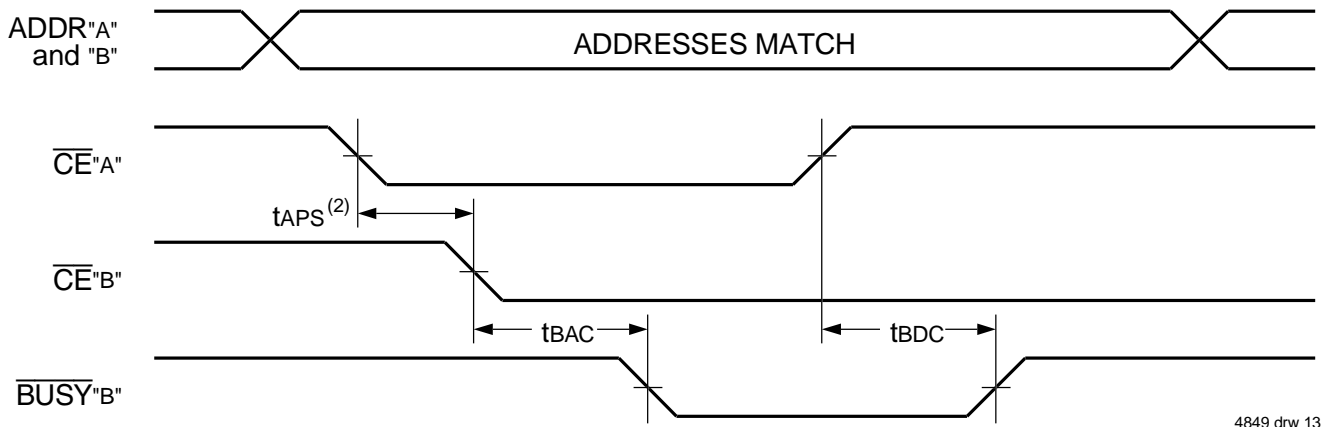 ADDR"A"
and "B"
ADDRESSES MATCH
CE"A"
tAPS(2)
CE"B"
tBAC
tBDC
BUSY"B"
4849 drw 13